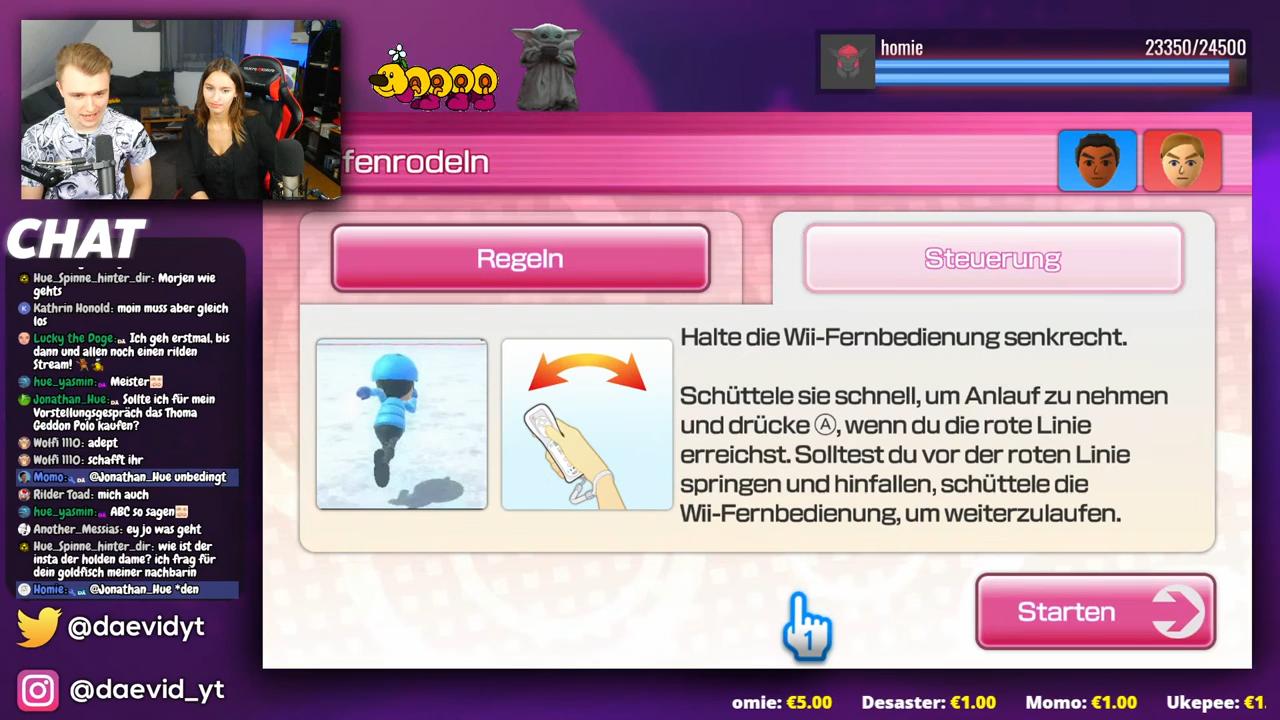 homie
23350/24500
fenrodeln
Regeln
Steuerung
Halte die Wii-Fernbedienung senkrecht.
Schüttele sie schnell, um Anlauf zu nehmen
und drücke Ⓐ, wenn du die rote Linie
erreichst. Solltest du vor der roten Linie
springen und hinfallen, schüttele die
Wii-Fernbedienung, um weiterzulaufen.
1
Starten
CHAT
Hue_Spinne_hinter_dir: Morjen wie
gehts
Kathrin Honold: moin muss aber gleich
los
Lucky the Doge: Ich geh erstmal, bis
dann und allen noch einen rilden
Stream!
hue_yasmin: Meister
Jonathan_Hue: Sollte ich für mein
Vorstellungsgespräch das Thoma
Geddon Polo kaufen?
Wolfi 1110: adept
Wolfi 1110: schafft ihr
Momo: @Jonathan_Hue unbedingt
Rilder Toad: mich auch
hue_yasmin: ABC so sagen
Another_Messias: ey jo was geht
Hue_Spinne_hinter_dir: wie ist der
insta der holden dame? ich frag für
dein goldfisch meiner nachbarin
Homie: @Jonathan_Hue *den
@daevidyt
@daevid_yt
omie: €5.00 Desaster: €1.00 Momo: €1.00 Ukepee: €1.